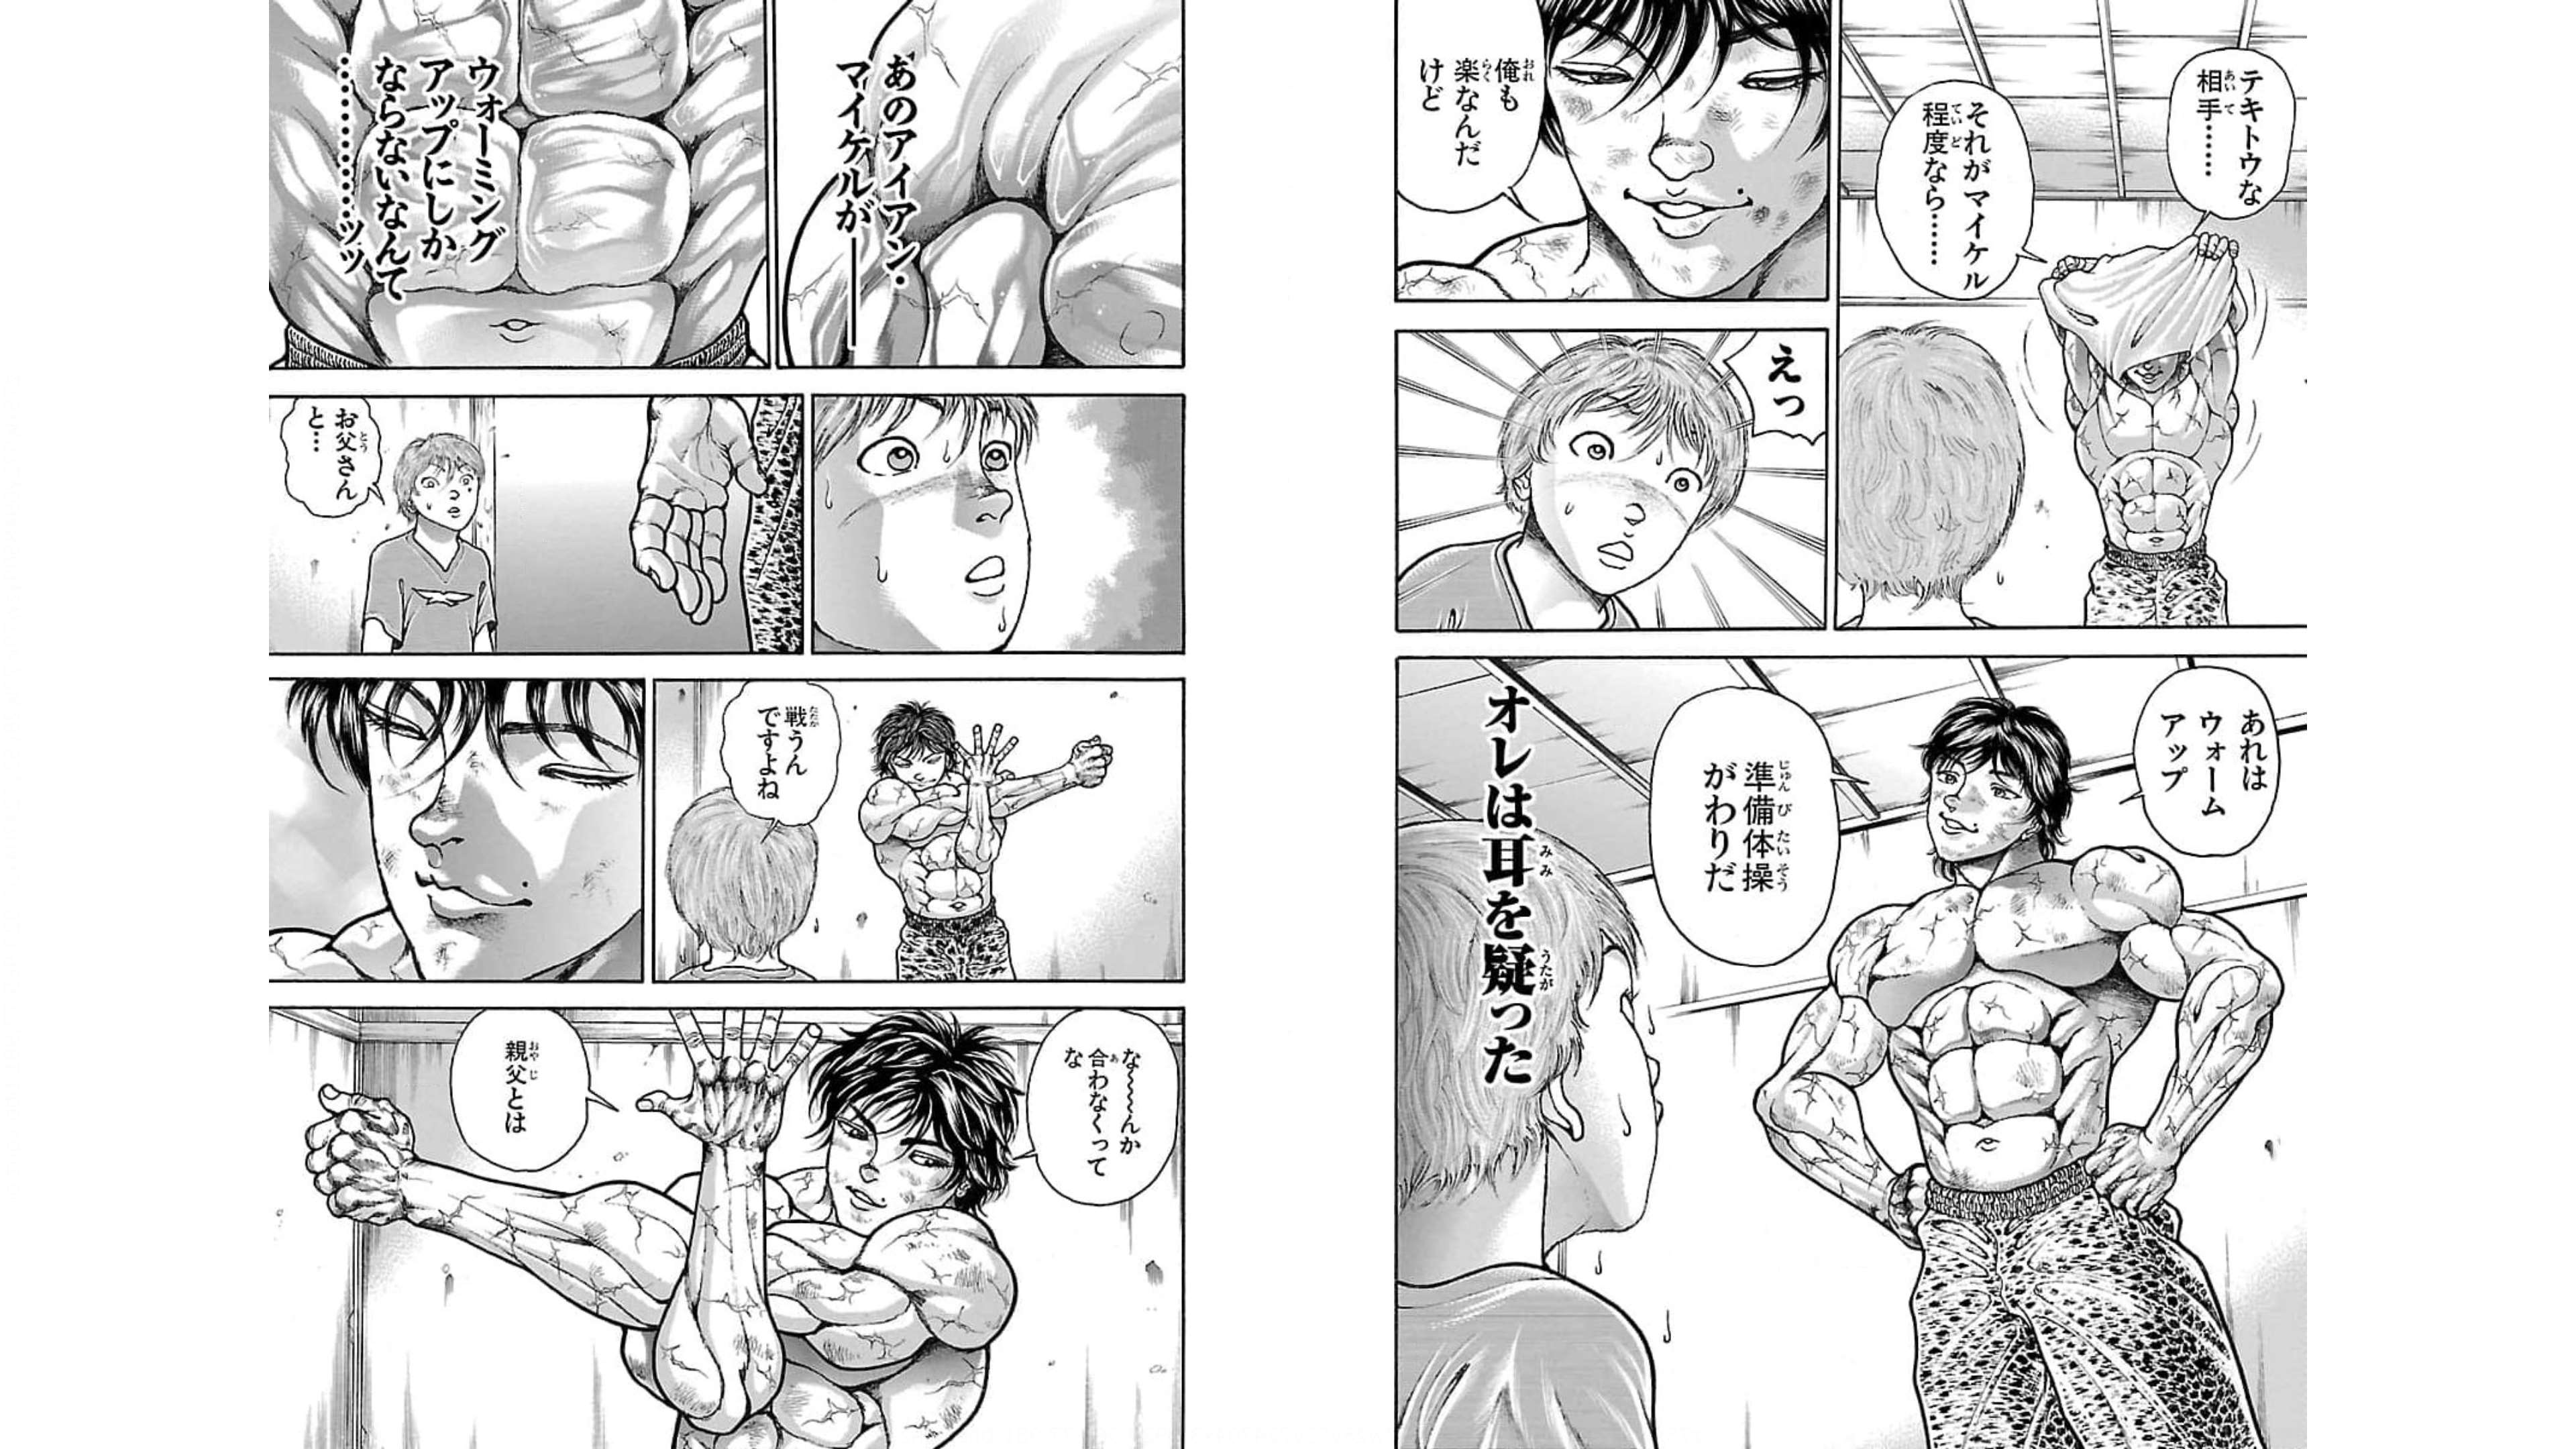 テキトウな
相手………
それがマイケル
程度なら……
俺も
楽なんだ
けど
えっ
あれは
ウォーム
アップ
準備体操
がわりだ
オレは耳を疑った
あのアイアン・
マイケルが――
ウォーミング
アップにしか
ならないなんて
…………ッッ
お父さん
と…
戦うん
ですよね
な〜〜〜んか
合わなくって
な
親父とは